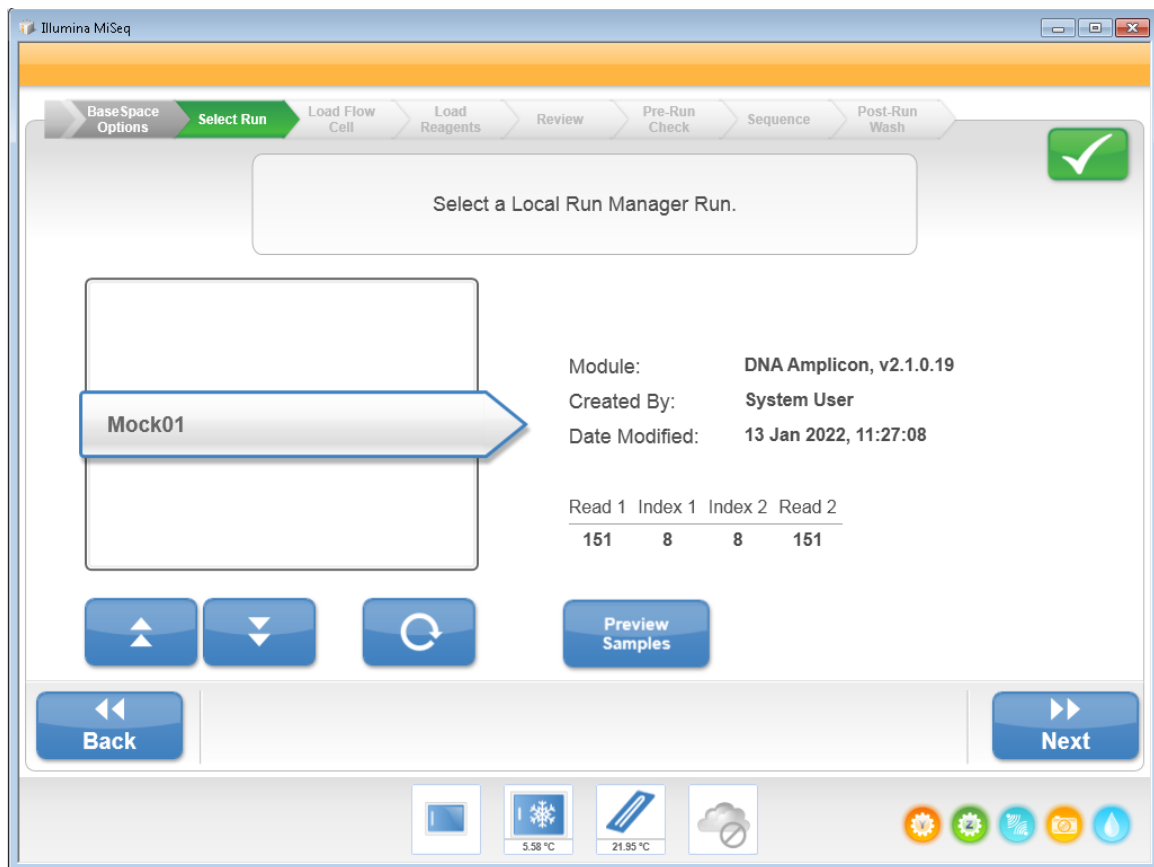 Illumina MiSeq
BaseSpace
Options
Select Run
Load Flow
Cell
Load
Reagents
Review
Pre-Run
Check
Sequence
Post-Run
Wash
Select a Local Run Manager Run.
Mock01
Module: DNA Amplicon, v2.1.0.19
Created By: System User
Date Modified: 13 Jan 2022, 11:27:08
Read 1 Index 1 Index 2 Read 2
151 8 8 151
Preview
Samples
Back
Next
5.58 °C
21.95 °C
Y
Z